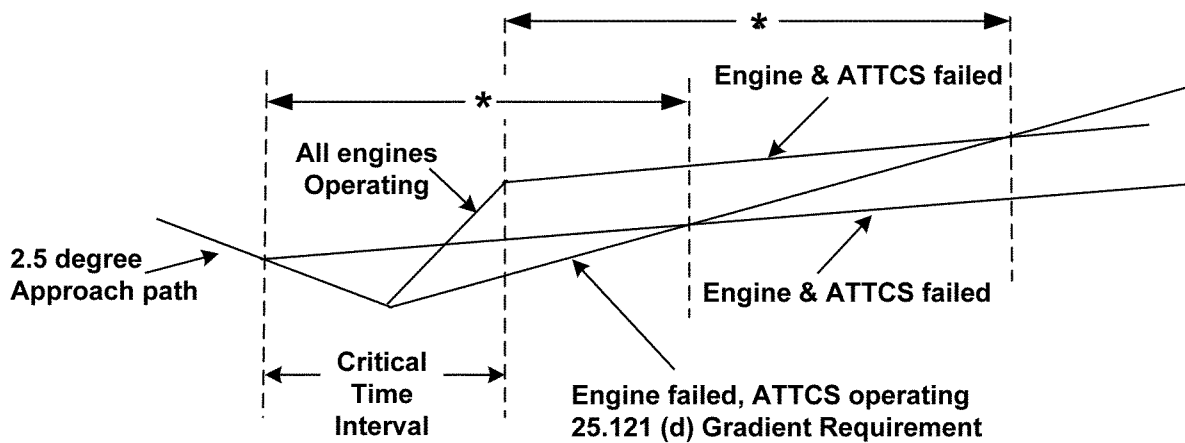 *
Engine & ATTCS failed
*
All engines
Operating
2.5 degree
Approach path
Engine & ATTCS failed
Critical
Time
Interval
Engine failed, ATTCS operating
25.121 (d) Gradient Requirement